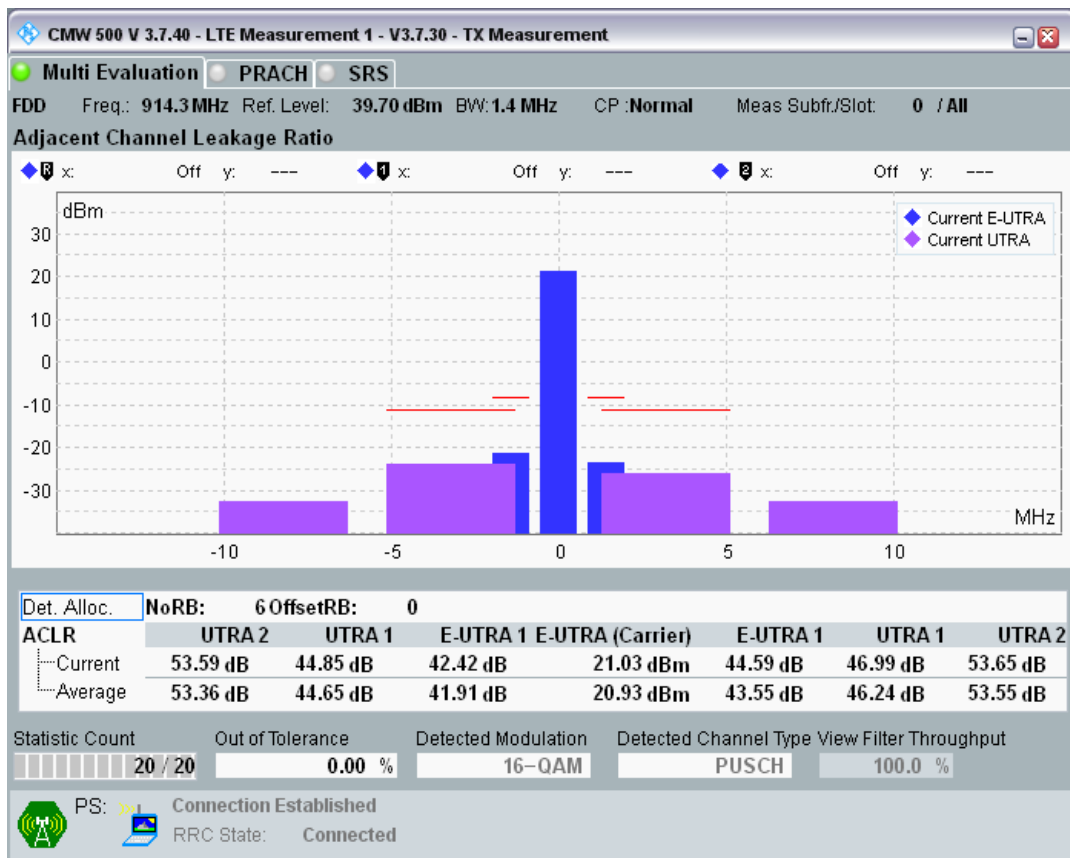 CMW 500 V 3.7.40 - LTE Measurement 1 - V3.7.30 - TX Measurement
Multi Evaluation PRACH SRS
FDD Freq.: 914.3 MHz Ref. Level: 39.70 dBm BW: 1.4 MHz CP :Normal Meas Subfr./Slot: 0 / All
Adjacent Channel Leakage Ratio
R x: Off y: --- 1 x: Off y: --- 2 x: Off y: ---
dBm
Current E-UTRA
Current UTRA
30
20
10
0
-10
-20
-30
MHz
-10 -5 0 5 10
Det. Alloc. NoRB: 6 OffsetRB: 0
ACLR UTRA 2 UTRA 1 E-UTRA 1 E-UTRA (Carrier) E-UTRA 1 UTRA 1 UTRA 2
Current 53.59 dB 44.85 dB 42.42 dB 21.03 dBm 44.59 dB 46.99 dB 53.65 dB
Average 53.36 dB 44.65 dB 41.91 dB 20.93 dBm 43.55 dB 46.24 dB 53.55 dB
Statistic Count Out of Tolerance Detected Modulation Detected Channel Type View Filter Throughput
20 / 20 0.00 % 16-QAM PUSCH 100.0 %
PS: Connection Established
RRC State: Connected